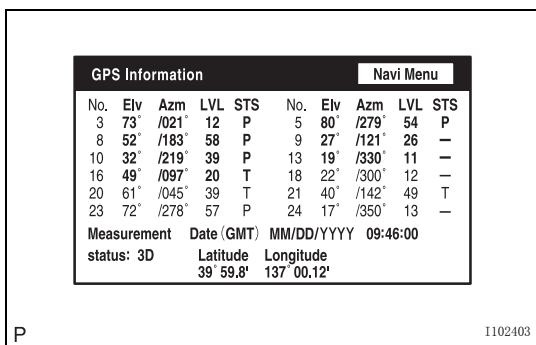 GPS Information Navi Menu
No. Elv Azm LVL STS No. Elv Azm LVL STS
3 73° /021° 12 P 5 80° /279° 54 P
8 52° /183° 58 P 9 27° /121° 26 –
10 32° /219° 39 P 13 19° /330° 11 –
16 49° /097° 20 T 18 22° /300° 12 –
20 61° /045° 39 T 21 40° /142° 49 T
23 72° /278° 57 P 24 17° /350° 13 –
Measurement Date (GMT) MM/DD/YYYY 09:46:00
status: 3D Latitude Longitude
39° 59.8' 137° 00.12'
P I102403